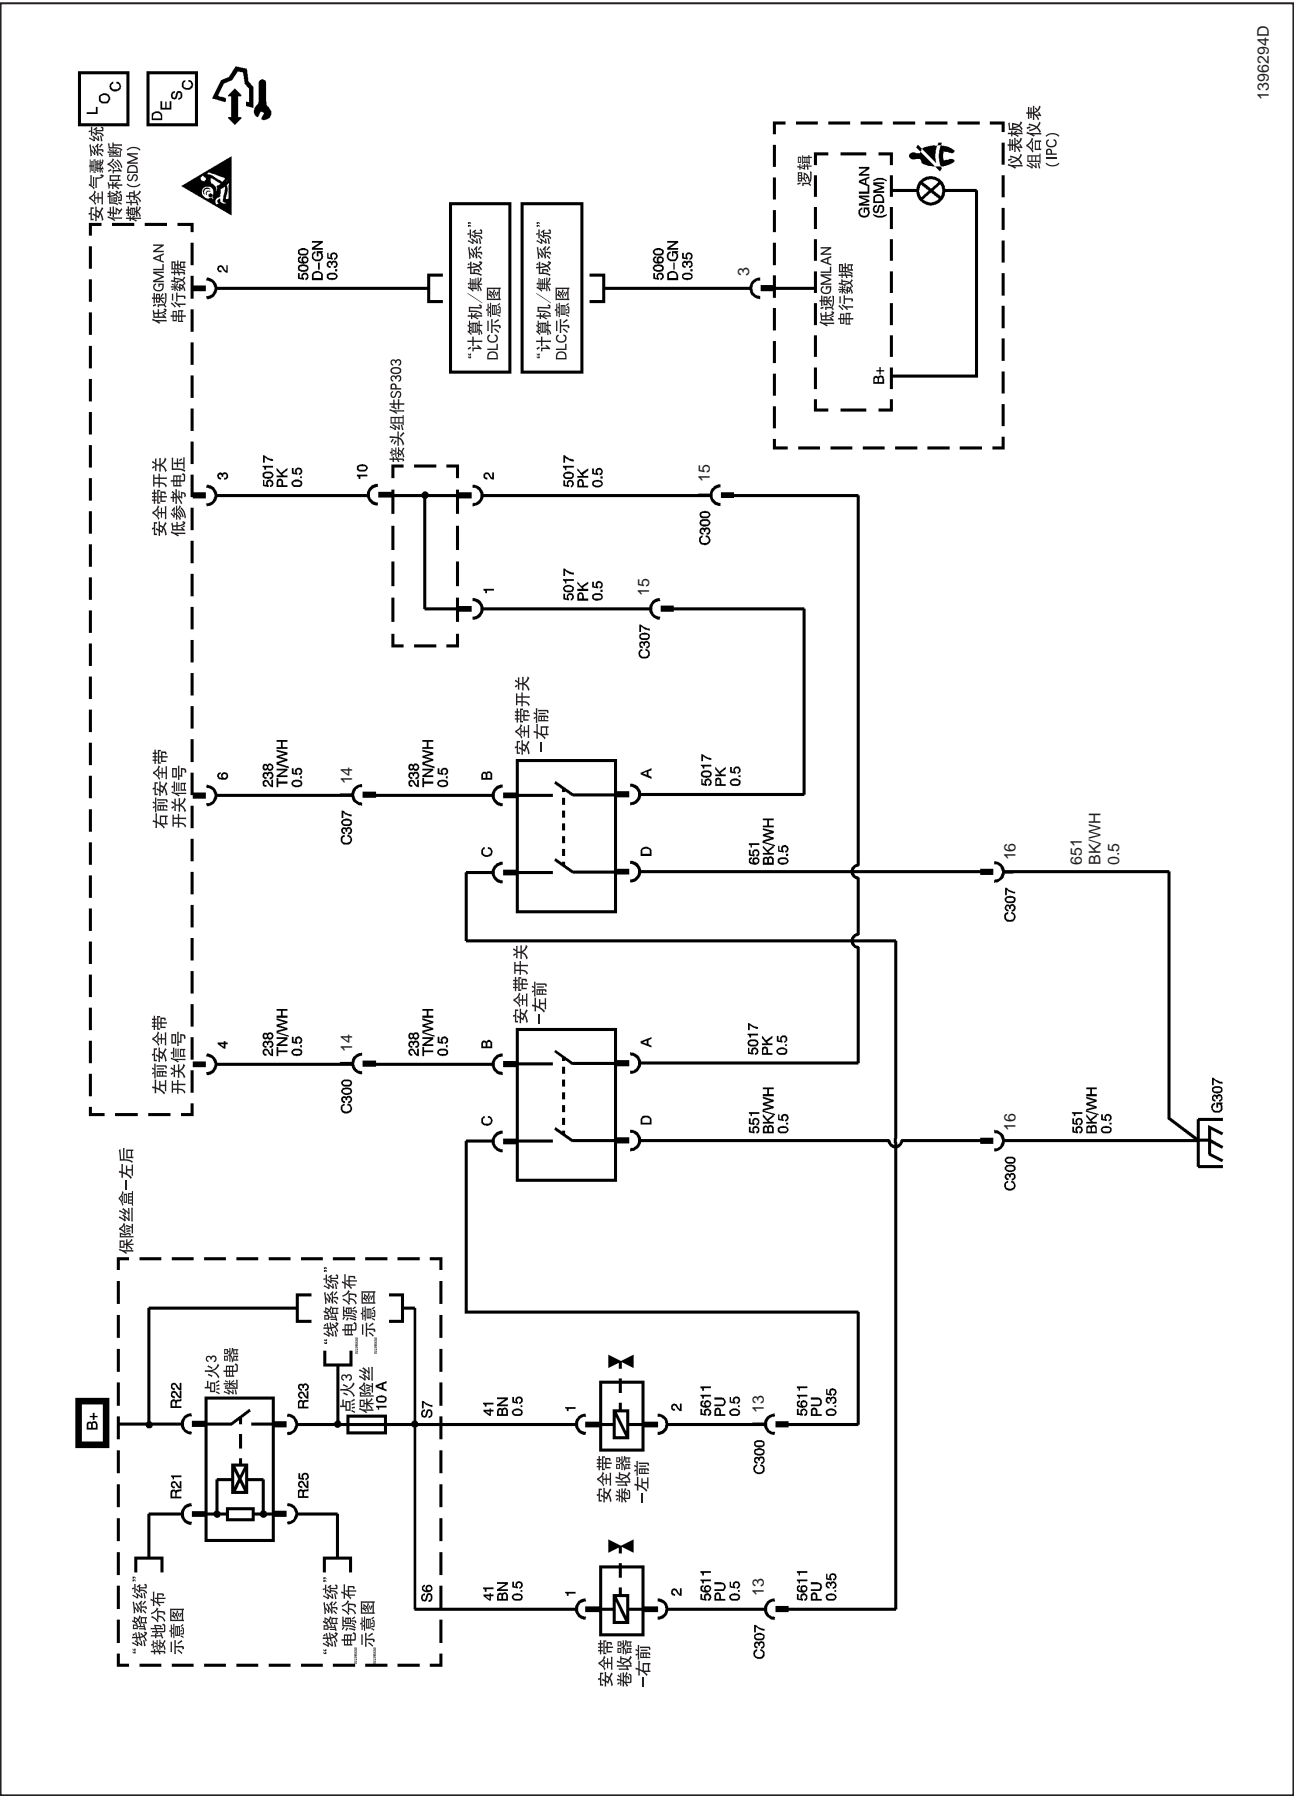 B+
保险丝盒–左后
R21
R22
点火3
继电器
R25
R23
点火3
保险丝
10 A
“线路系统”
接地分布
示意图
“线路系统”
电源分布
示意图
“线路系统”
电源分布
示意图
S6
S7
41
BN
0.5
41
BN
0.5
1
1
安全带
卷收器
–右前
安全带
卷收器
–左前
2
2
5611
PU
0.5
5611
PU
0.5
C307
13
C300
13
5611
PU
0.35
5611
PU
0.35
安全气囊系统
传感和诊断
模块(SDM)
L
O
C
D
E
S
C
左前安全带
开关信号
右前安全带
开关信号
安全带开关
低参考电压
低速GMLAN
串行数据
4
6
3
2
238
TN/WH
0.5
238
TN/WH
0.5
5017
PK
0.5
5060
D–GN
0.35
C300
14
C307
14
10
接头组件SP303
238
TN/WH
0.5
238
TN/WH
0.5
1
2
5017
PK
0.5
5017
PK
0.5
C307
15
C300
15
“计算机/集成系统”
DLC示意图
“计算机/集成系统”
DLC示意图
5060
D–GN
0.35
3
C
B
安全带开关
–左前
D
A
C
B
安全带开关
–右前
D
A
551
BK/WH
0.5
5017
PK
0.5
651
BK/WH
0.5
5017
PK
0.5
C300
16
C307
16
551
BK/WH
0.5
651
BK/WH
0.5
G307
逻辑
低速GMLAN
串行数据
B+
GMLAN
(SDM)
仪表板
组合仪表
(IPC)
1396294D